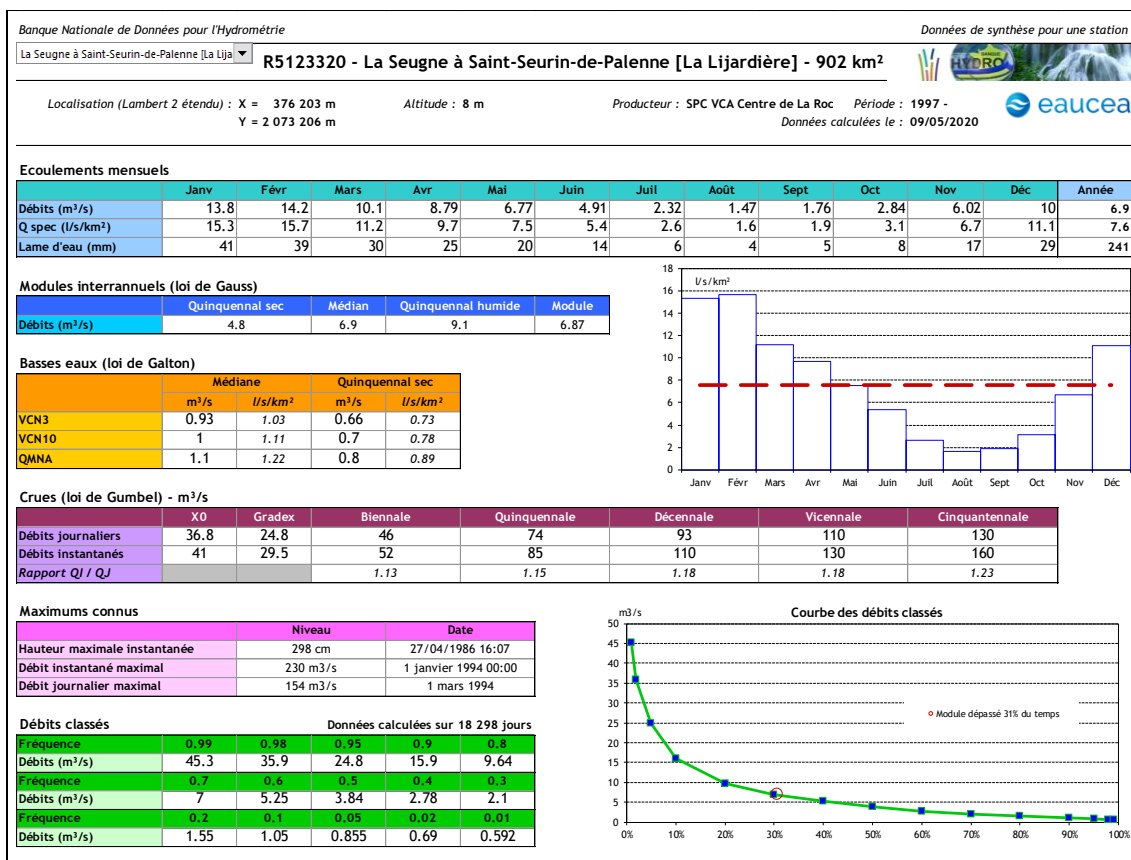 Banque Nationale de Données pour l'Hydrométrie Données de synthèse pour une station
La Seugne à Saint-Seurin-de-Palenne [La Lija
R5123320 - La Seugne à Saint-Seurin-de-Palenne [La Lijardière] - 902 km²
HYDRO
Localisation (Lambert 2 étendu) : X = 376 203 m Altitude : 8 m Producteur : SPC VCA Centre de La Roc Période : 1997 -
eaucea
Y = 2 073 206 m Données calculées le : 09/05/2020
Ecoulements mensuels
Janv Févr Mars Avr Mai Juin Juil Août Sept Oct Nov Déc Année
Débits (m³/s) 13.8 14.2 10.1 8.79 6.77 4.91 2.32 1.47 1.76 2.84 6.02 10 6.9
Q spec (l/s/km²) 15.3 15.7 11.2 9.7 7.5 5.4 2.6 1.6 1.9 3.1 6.7 11.1 7.6
Lame d'eau (mm) 41 39 30 25 20 14 6 4 5 8 17 29 241
Modules interrannuels (loi de Gauss)
Quinquennal sec Médian Quinquennal humide Module
Débits (m³/s) 4.8 6.9 9.1 6.87
Basses eaux (loi de Galton)
Médiane Quinquennal sec
m³/s l/s/km² m³/s l/s/km²
VCN3 0.93 1.03 0.66 0.73
VCN10 1 1.11 0.7 0.78
QMNA 1.1 1.22 0.8 0.89
l/s/km²
18
16
14
12
10
8
6
4
2
0
Janv Févr Mars Avr Mai Juin Juil Août Sept Oct Nov Déc
Crues (loi de Gumbel) - m³/s
X0 Gradex Biennale Quinquennale Décennale Vicennale Cinquantennale
Débits journaliers 36.8 24.8 46 74 93 110 130
Débits instantanés 41 29.5 52 85 110 130 160
Rapport QI / QJ 1.13 1.15 1.18 1.18 1.23
Maximums connus
Niveau Date
Hauteur maximale instantanée 298 cm 27/04/1986 16:07
Débit instantané maximal 230 m3/s 1 janvier 1994 00:00
Débit journalier maximal 154 m3/s 1 mars 1994
Débits classés Données calculées sur 18 298 jours
Fréquence 0.99 0.98 0.95 0.9 0.8
Débits (m³/s) 45.3 35.9 24.8 15.9 9.64
Fréquence 0.7 0.6 0.5 0.4 0.3
Débits (m³/s) 7 5.25 3.84 2.78 2.1
Fréquence 0.2 0.1 0.05 0.02 0.01
Débits (m³/s) 1.55 1.05 0.855 0.69 0.592
m3/s Courbe des débits classés
50
45
40
35
30
25
20
15
10
5
0
Module dépassé 31% du temps
0% 10% 20% 30% 40% 50% 60% 70% 80% 90% 100%